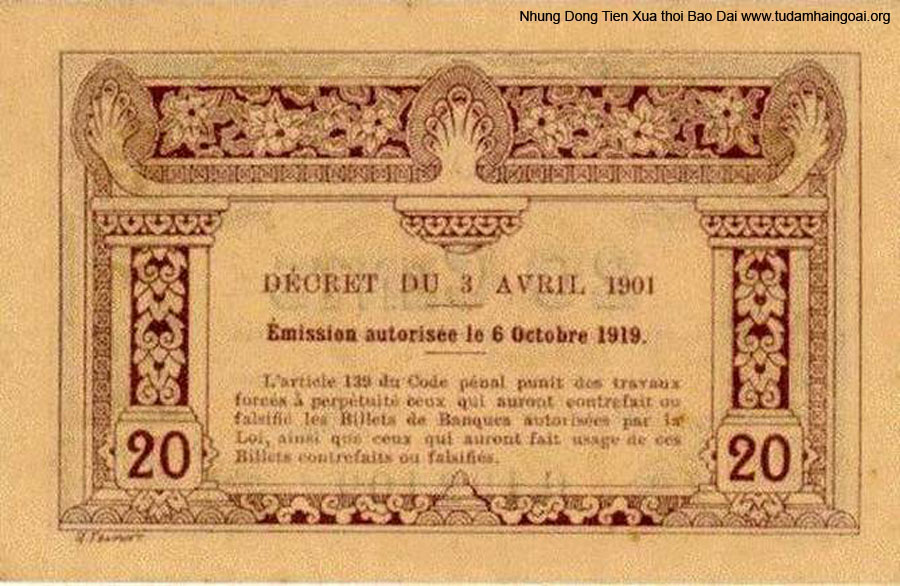 Nhung Dong Tien Xua thoi Bao Dai www.tudamhaingoai.org
DÉCRET DU 3 AVRIL 1901
Émission autorisée le 6 Octobre 1919.
L'article 139 du Code pénal punit des travaux
forcés à perpétuité ceux qui auront contrefait ou
falsifié les Billets de Banques autorisées par la
Loi, ainsi que ceux qui auront fait usage de ces
Billets contrefaits ou falsifiés.
20 20